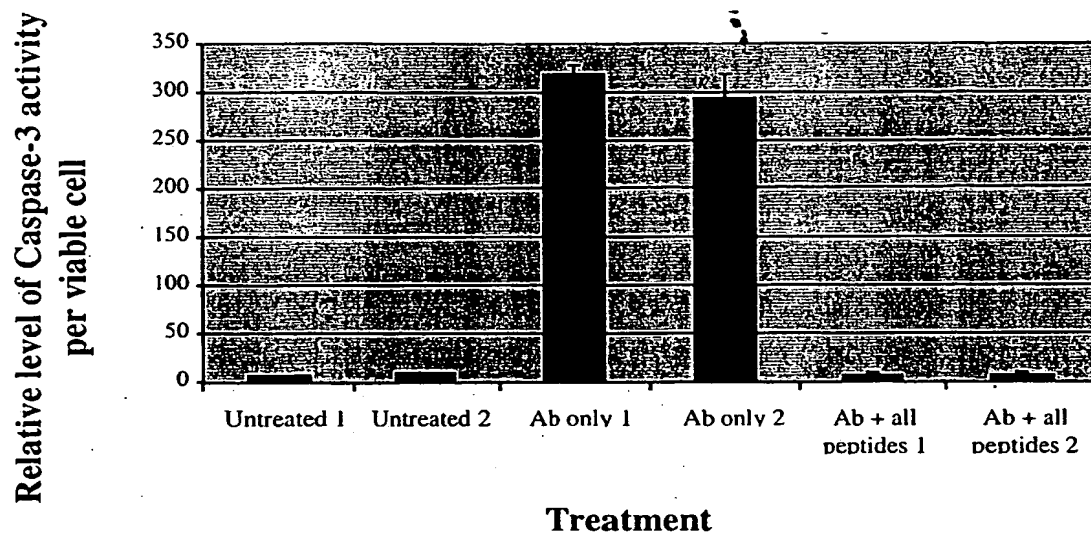 Relative level of Caspase-3 activity
per viable cell
350
300
250
200
150
100
50
0
Untreated 1
Untreated 2
Ab only 1
Ab only 2
Ab + all
peptides 1
Ab + all
peptides 2
Treatment